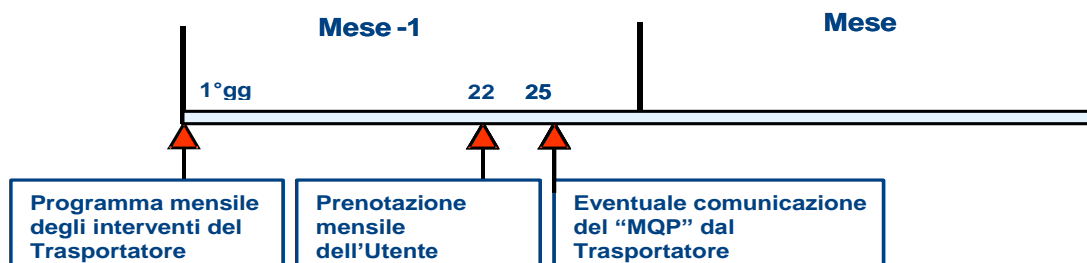 Mese -1
Mese
1°gg
22
25
Programma mensile
degli interventi del
Trasportatore
Prenotazione
mensile
dell'Utente
Eventuale comunicazione
del “MQP” dal
Trasportatore